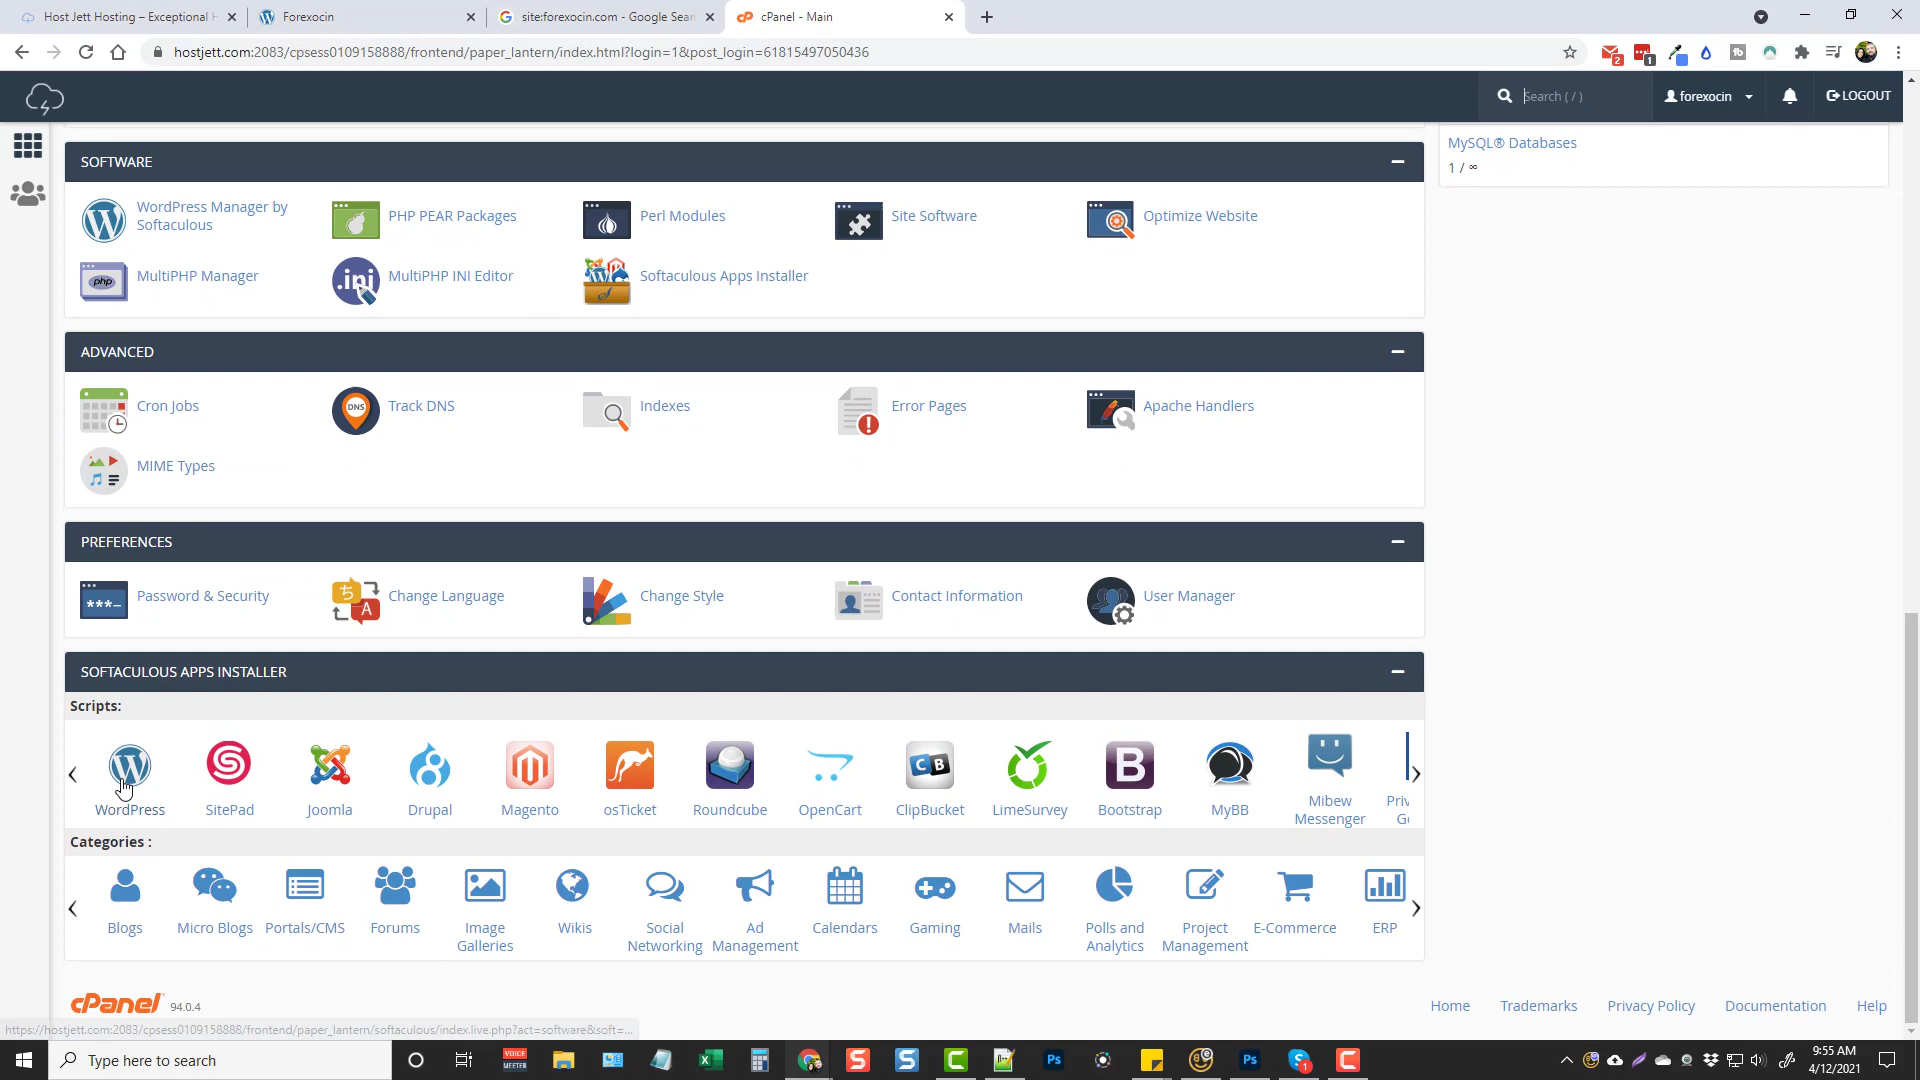 Host Jett Hosting – Exceptional H
Forexocin
site:forexocin.com - Google Sear
cPanel - Main
hostjett.com:2083/cpsess0109158888/frontend/paper_lantern/index.html?login=1&post_login=61815497050436
Search ( / )
forexocin
LOGOUT
MySQL® Databases
1 / ∞
SOFTWARE
WordPress Manager by Softaculous
PHP PEAR Packages
Perl Modules
Site Software
Optimize Website
MultiPHP Manager
MultiPHP INI Editor
Softaculous Apps Installer
ADVANCED
Cron Jobs
Track DNS
Indexes
Error Pages
Apache Handlers
MIME Types
PREFERENCES
Password & Security
Change Language
Change Style
Contact Information
User Manager
SOFTACULOUS APPS INSTALLER
Scripts:
WordPress
SitePad
Joomla
Drupal
Magento
osTicket
Roundcube
OpenCart
ClipBucket
LimeSurvey
Bootstrap
MyBB
Mibew Messenger
Categories :
Blogs
Micro Blogs
Portals/CMS
Forums
Image Galleries
Wikis
Social Networking
Ad Management
Calendars
Gaming
Mails
Polls and Analytics
Project Management
E-Commerce
ERP
cPanel 94.0.4
Home
Trademarks
Privacy Policy
Documentation
Help
https://hostjett.com:2083/cpsess0109158888/frontend/paper_lantern/softaculous/index.live.php?act=software&soft=...
Type here to search
9:55 AM
4/12/2021